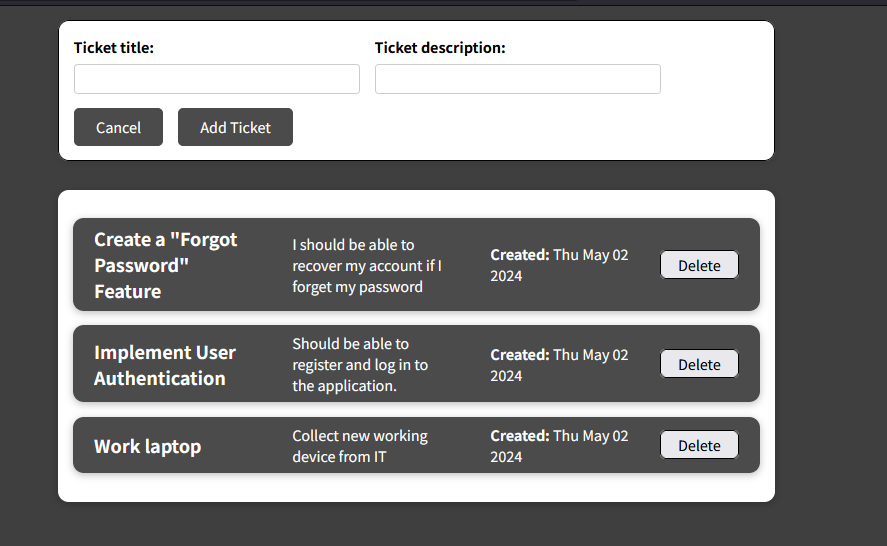 Ticket title:
Ticket description:
Cancel
Add Ticket
Create a "Forgot
Password"
Feature
I should be able to
recover my account if I
forget my password
Created: Thu May 02
2024
Delete
Implement User
Authentication
Should be able to
register and log in to
the application.
Created: Thu May 02
2024
Delete
Work laptop
Collect new working
device from IT
Created: Thu May 02
2024
Delete